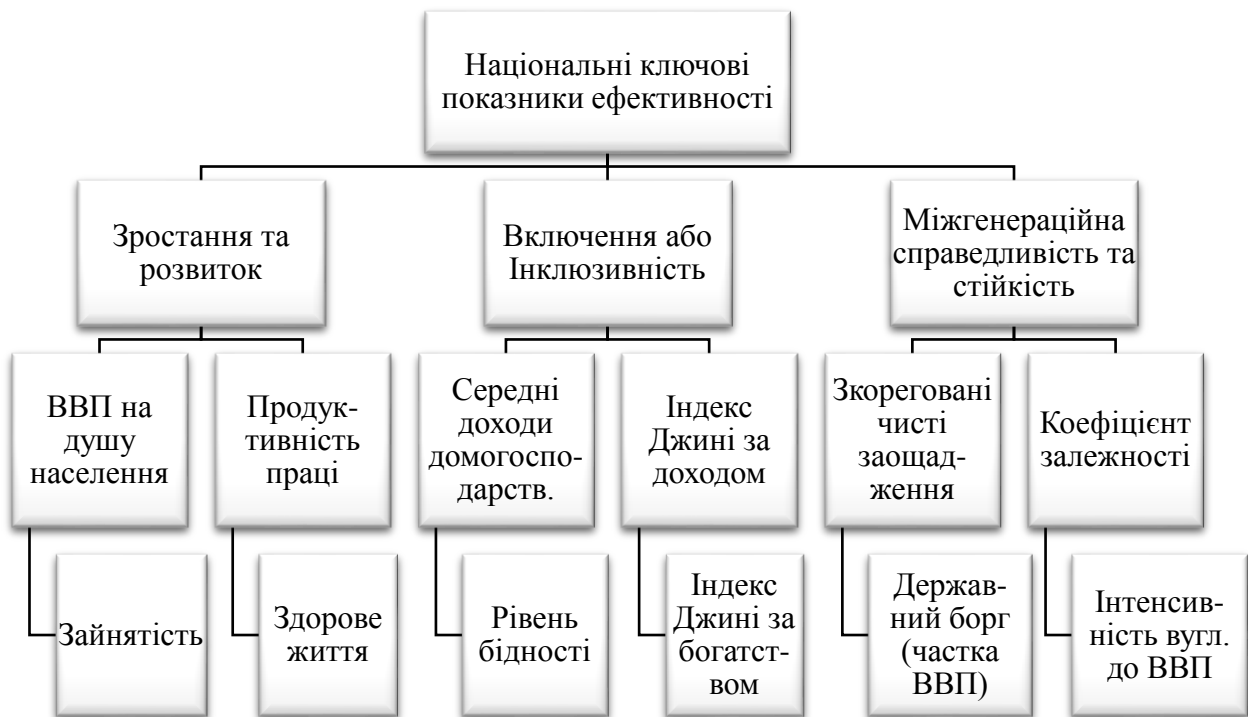 Національні ключові
показники ефективності
Зростання та
розвиток
Включення або
Інклюзивність
Міжгенераційна
справедливість та
стійкість
ВВП на
душу
населення
Продук-
тивність
праці
Середні
доходи
домогоспо-
дарств.
Індекс
Джині за
доходом
Зкореговані
чисті
заощад-
ження
Коефіцієнт
залежності
Зайнятість
Здорове
життя
Рівень
бідності
Індекс
Джині за
богатст-
вом
Держав-
ний борг
(частка
ВВП)
Інтенсив-
ність вугл.
до ВВП